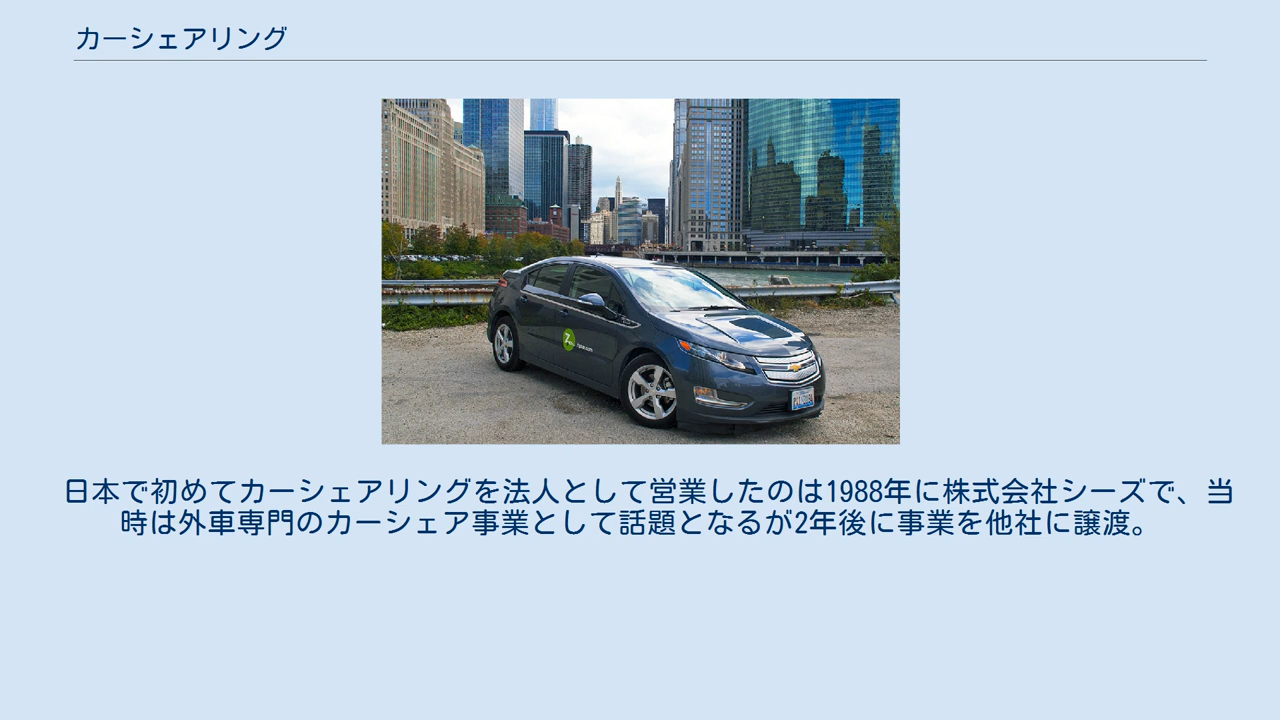 カーシェアリング
日本で初めてカーシェアリングを法人として営業したのは1988年に株式会社シーズで、当
時は外車専門のカーシェア事業として話題となるが2年後に事業を他社に譲渡。